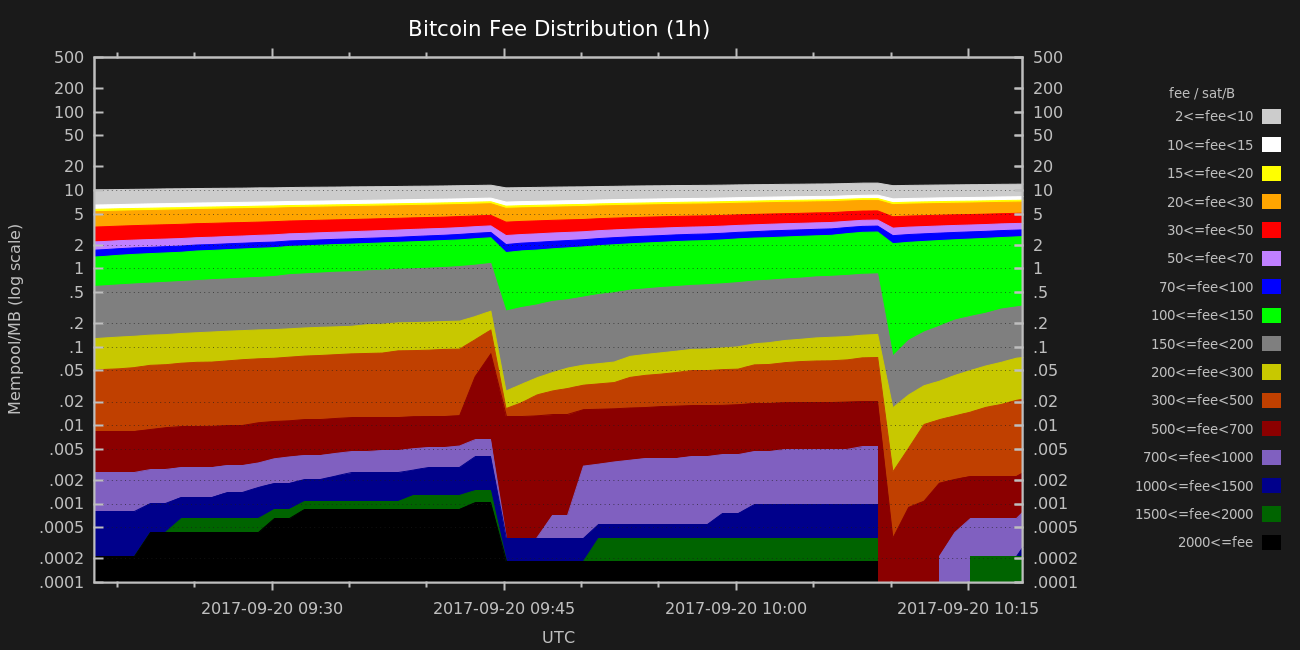 Bitcoin Fee Distribution (1h)
500
200
100
50
20
10
5
2
1
.5
.2
.1
.05
.02
.01
.005
.002
.001
.0005
.0002
.0001
Mempool/MB (log scale)
500
200
100
50
20
10
5
2
1
.5
.2
.1
.05
.02
.01
.005
.002
.001
.0005
.0002
.0001
2017-09-20 09:30 2017-09-20 09:45 2017-09-20 10:00 2017-09-20 10:15
UTC
fee / sat/B
2<=fee<10
10<=fee<15
15<=fee<20
20<=fee<30
30<=fee<50
50<=fee<70
70<=fee<100
100<=fee<150
150<=fee<200
200<=fee<300
300<=fee<500
500<=fee<700
700<=fee<1000
1000<=fee<1500
1500<=fee<2000
2000<=fee